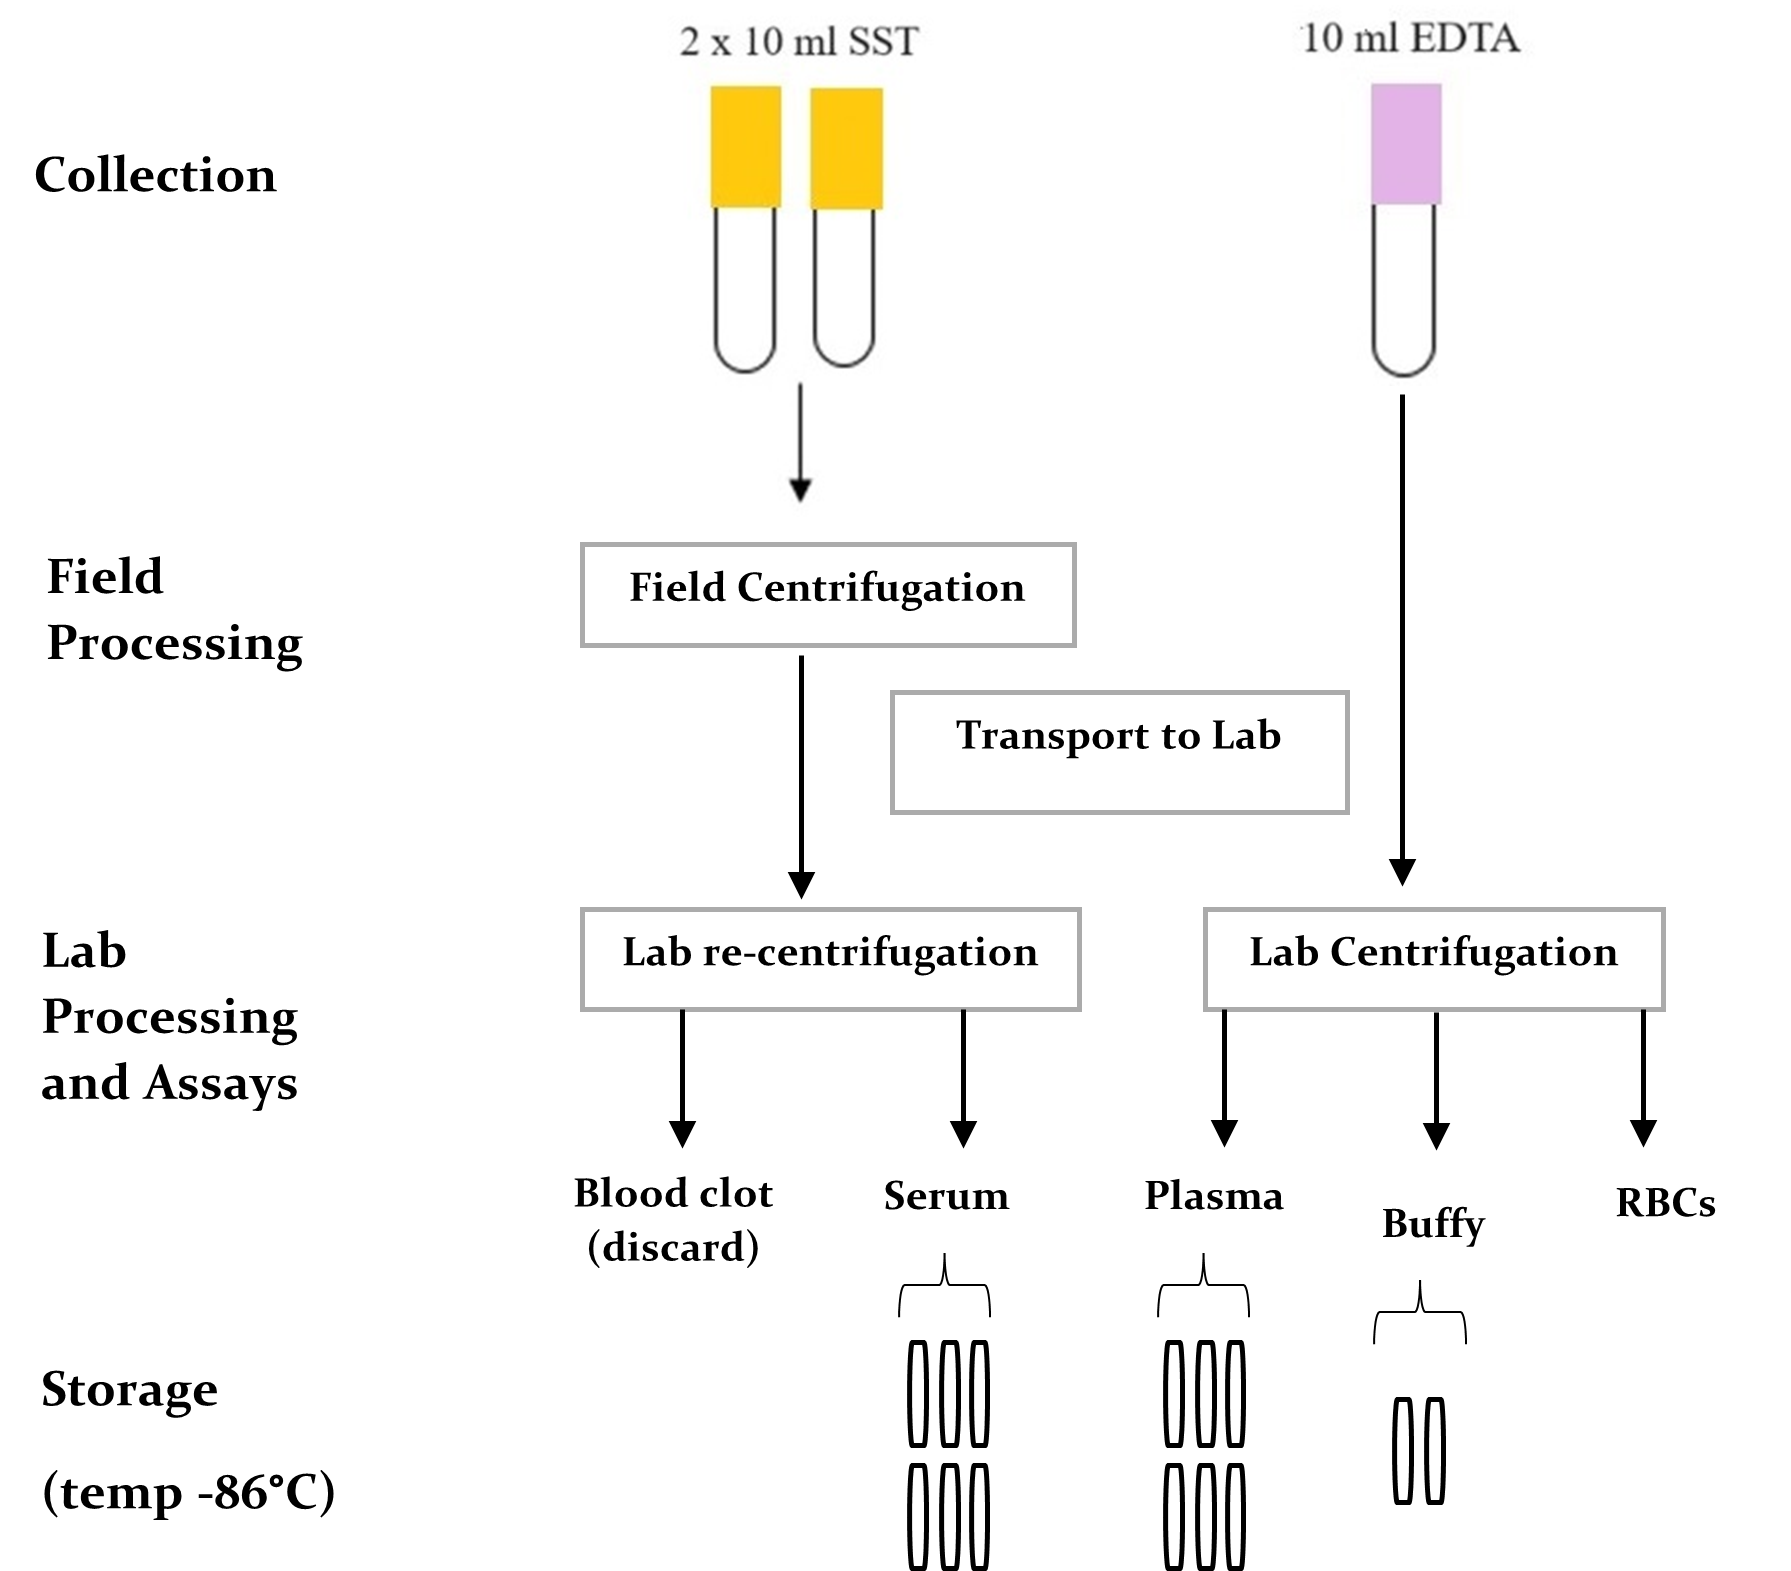 2 x 10 ml SST
10 ml EDTA
Collection
Field
Processing
Field Centrifugation
Transport to Lab
Lab
Processing
and Assays
Lab re-centrifugation
Lab Centrifugation
Blood clot
(discard)
Serum
Plasma
Buffy
RBCs
Storage
(temp -86°C)